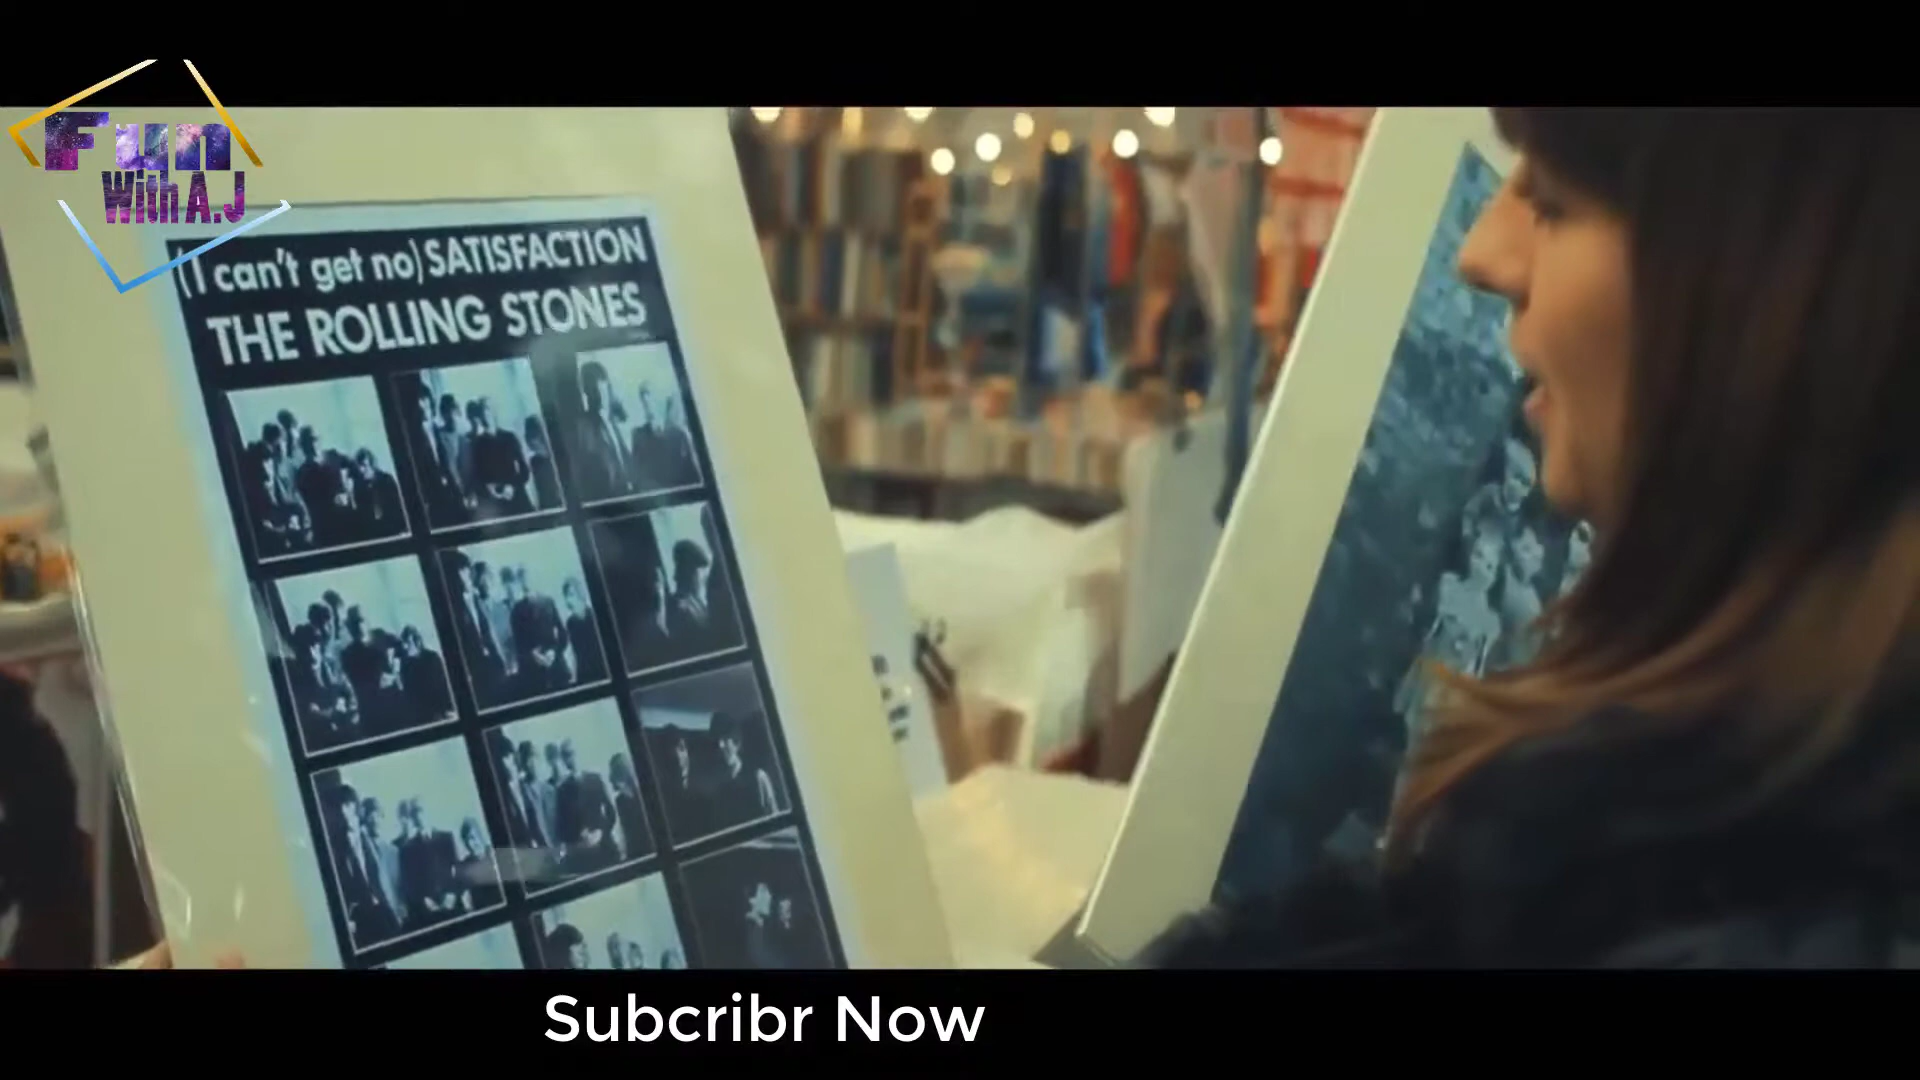 Fun
With A.J
(I can't get no) SATISFACTION
THE ROLLING STONES
Subcribr Now